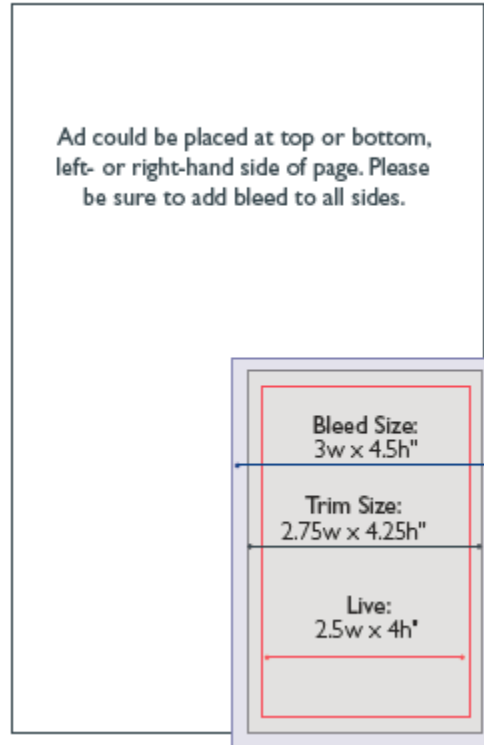 Ad could be placed at top or bottom,
left- or right-hand side of page. Please
be sure to add bleed to all sides.
Bleed Size:
3w x 4.5h"
Trim Size:
2.75w x 4.25h"
Live:
2.5w x 4h"